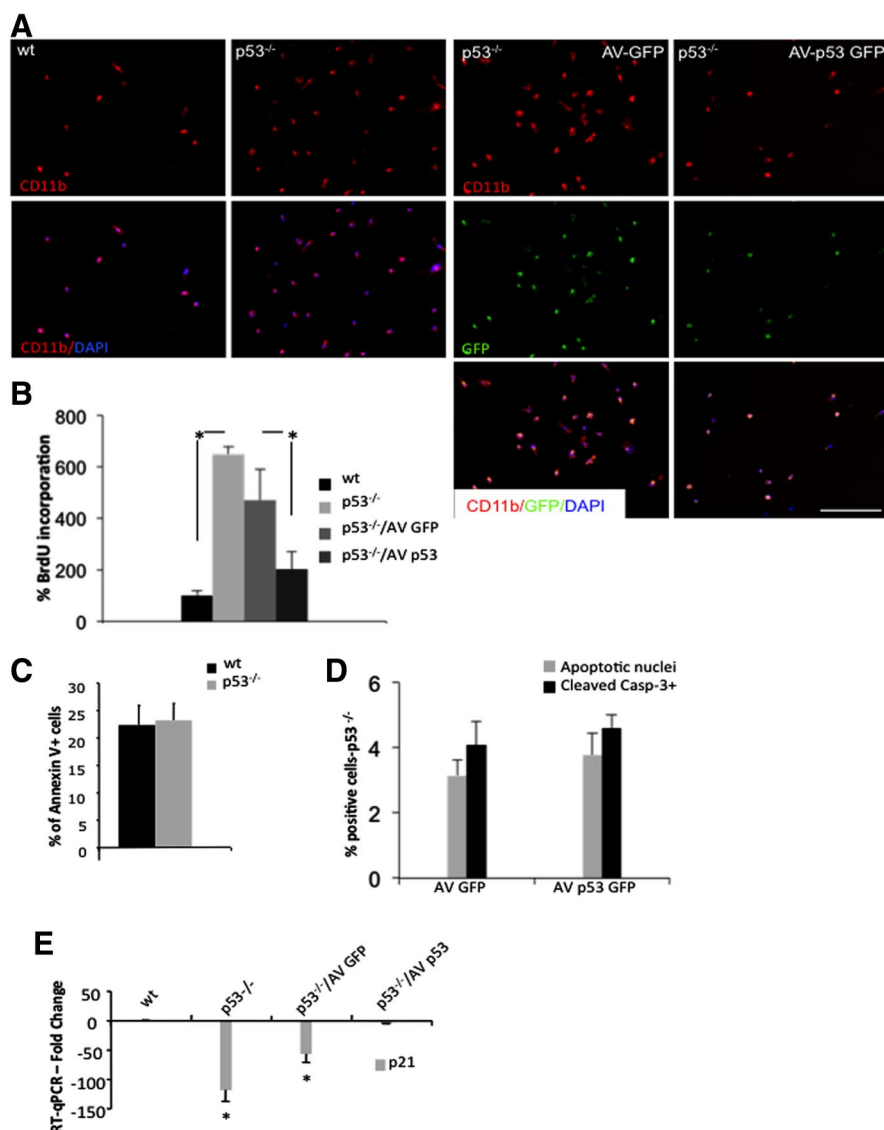 A
wt
p53-/-
p53-/- AV-GFP
p53-/- AV-p53 GFP
CD11b
CD11b
CD11b/DAPI
GFP
CD11b/GFP/DAPI
B
% BrdU incorporation
800
600
400
200
0
* *
wt
p53-/-
p53-/-/AV GFP
p53-/-/AV p53
C
% of Annexin V+ cells
30
25
20
15
10
5
0
wt
p53-/-
D
% positive cells-p53 -/-
6
4
2
0
Apoptotic nuclei
Cleaved Casp-3+
AV GFP
AV p53 GFP
E
RT-qPCR – Fold Change
50
0
-50
-100
-150
wt
p53-/-
p53-/-/AV GFP
p53-/-/AV p53
*
*
p21